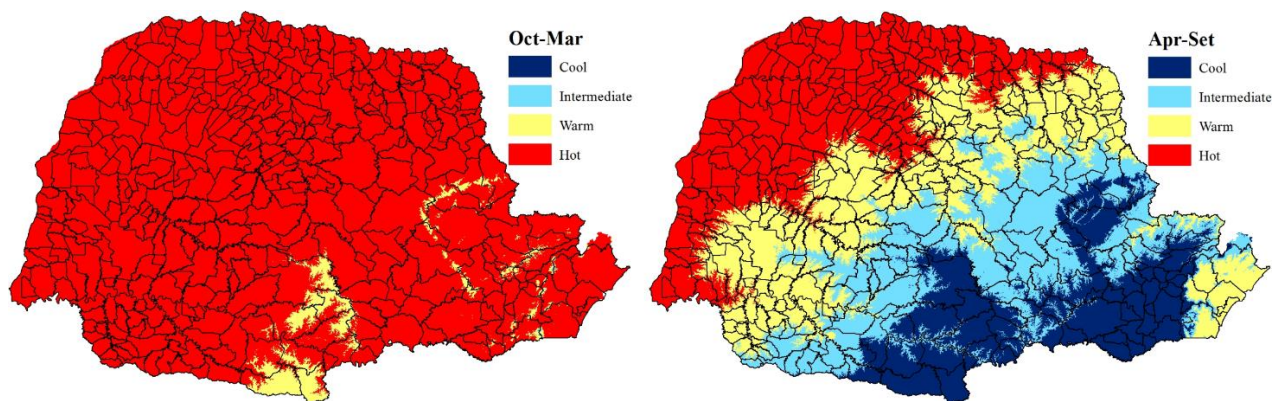 Oct-Mar
Cool
Intermediate
Warm
Hot
Apr-Set
Cool
Intermediate
Warm
Hot